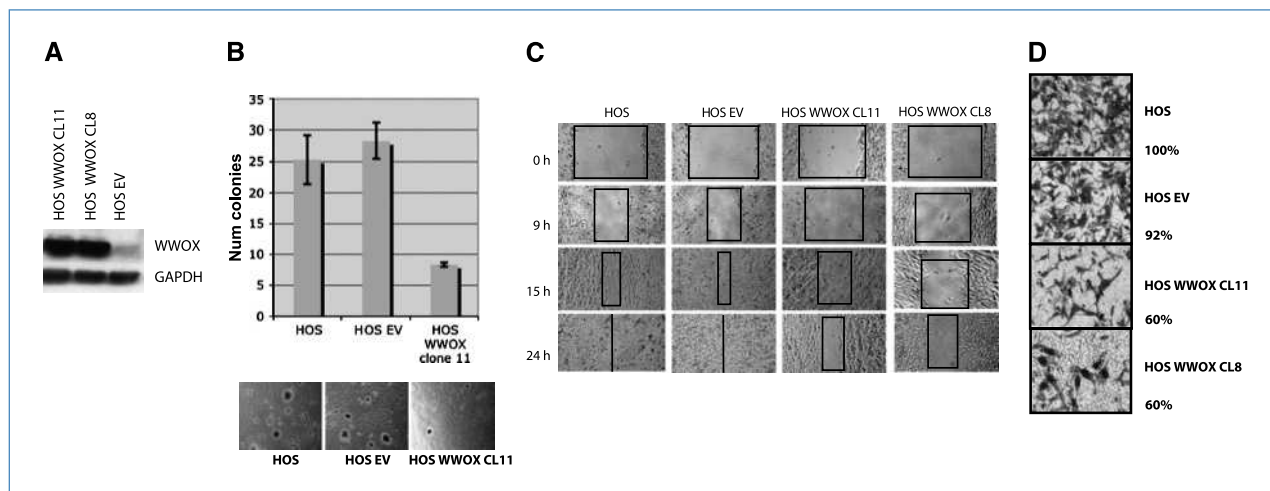 A
HOS WWOX CL11
HOS WWOX CL8
HOS EV
WWOX
GAPDH
B
Num colonies
35
30
25
20
15
10
5
0
HOS
HOS EV
HOS
WWOX
clone 11
HOS
HOS EV
HOS WWOX CL11
C
HOS
HOS EV
HOS WWOX CL11
HOS WWOX CL8
0 h
9 h
15 h
24 h
D
HOS
100%
HOS EV
92%
HOS WWOX CL11
60%
HOS WWOX CL8
60%